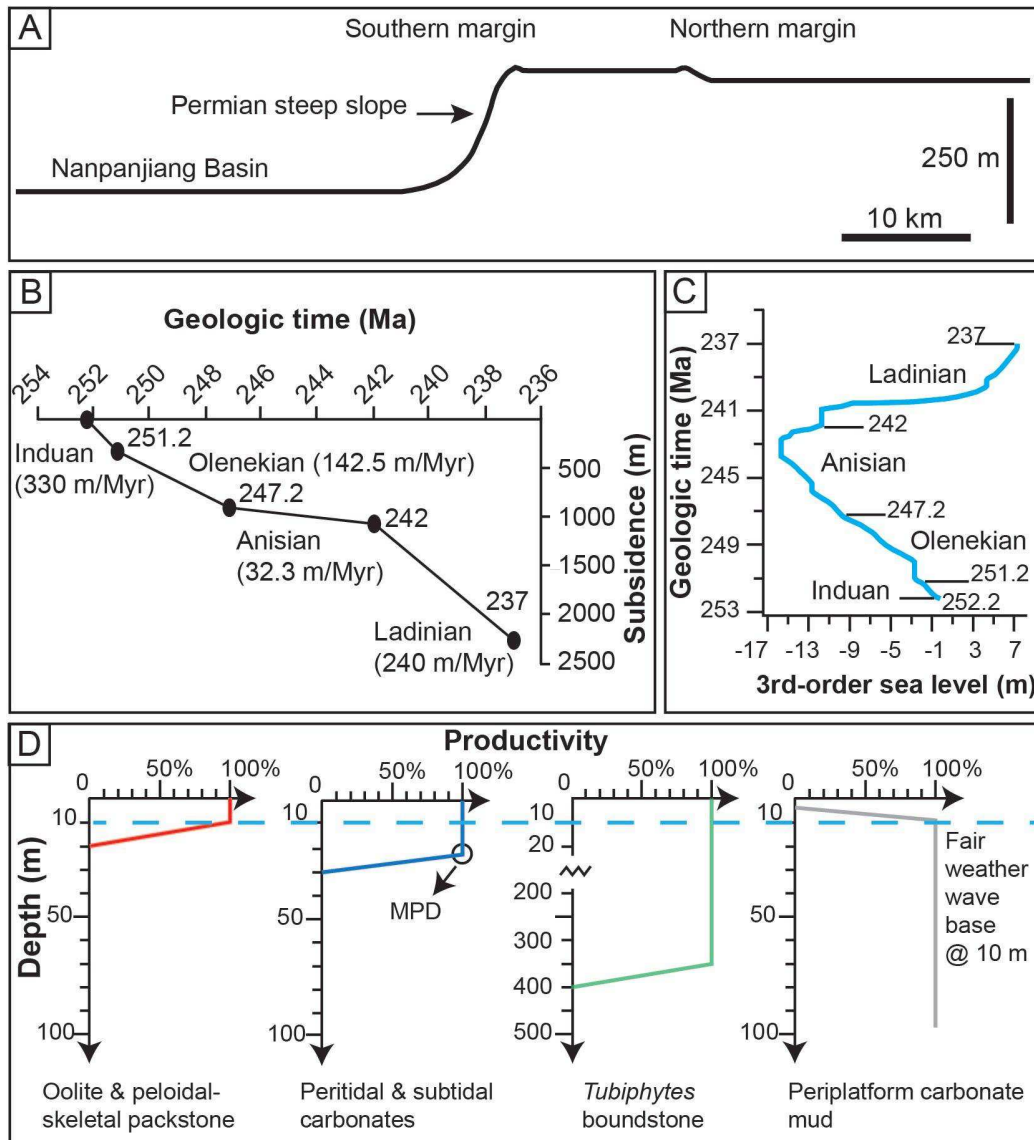 A
Southern margin
Northern margin
Permian steep slope
Nanpanjiang Basin
250 m
10 km
B
Geologic time (Ma)
254 252 250 248 246 244 242 240 238 236
251.2
Induan
(330 m/Myr)
Olenekian (142.5 m/Myr)
247.2
242
Anisian
(32.3 m/Myr)
237
Ladinian
(240 m/Myr)
500
1000
1500
2000
2500
Subsidence (m)
C
Geologic time (Ma)
237
241
245
249
253
237
Ladinian
242
Anisian
247.2
Olenekian
251.2
Induan
252.2
-17 -13 -9 -5 -1 3 7
3rd-order sea level (m)
D
Productivity
Depth (m)
0 50% 100%
10
50
100
Oolite & peloidal-
skeletal packstone
0 50% 100%
10
50
100
MPD
Peritidal & subtidal
carbonates
0 50% 100%
10
20
200
300
400
500
Tubiphytes
boundstone
0 50% 100%
10
50
100
Fair
weather
wave
base
@ 10 m
Periplatform carbonate
mud